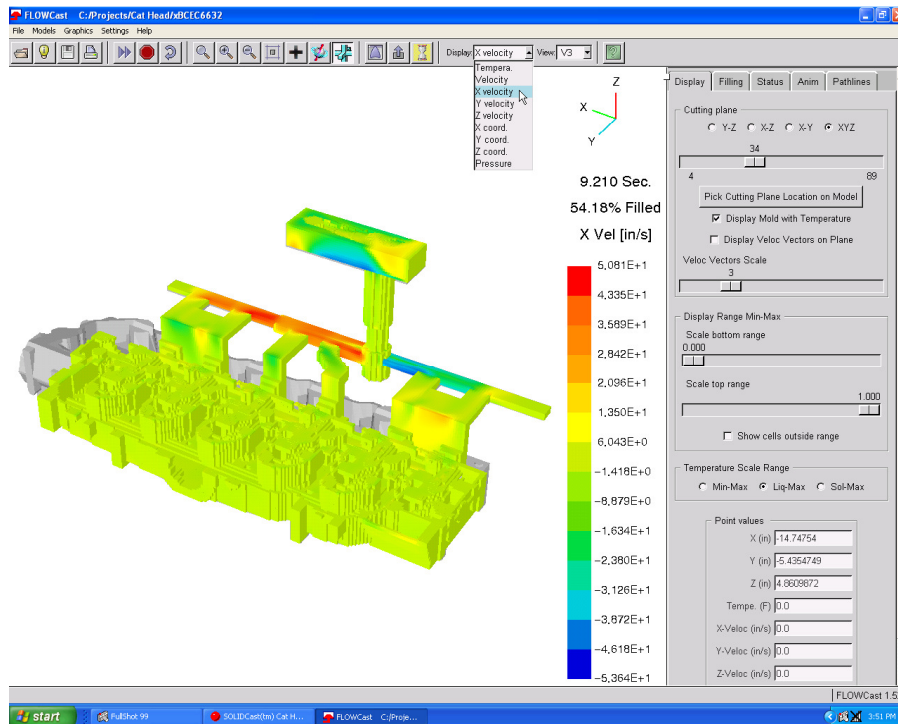 FLOWCast C:/Projects/Cat Head/xBCEC6632
File Models Graphics Settings Help
Display: X velocity View: V3
Tempera.
Velocity
X velocity
Y velocity
Z velocity
X coord.
Y coord.
Z coord.
Pressure
Z
X
Y
9.210 Sec.
54.18% Filled
X Vel [in/s]
5,081E+1
4,335E+1
3,589E+1
2,842E+1
2,096E+1
1,350E+1
6,043E+0
-1,418E+0
-8,879E+0
-1,634E+1
-2,380E+1
-3,126E+1
-3,872E+1
-4,618E+1
-5,364E+1
Display Filling Status Anim Pathlines
Cutting plane
Y-Z X-Z X-Y XYZ
34
4 89
Pick Cutting Plane Location on Model
Display Mold with Temperature
Display Veloc Vectors on Plane
Veloc Vectors Scale
3
Display Range Min-Max
Scale bottom range
0.000
Scale top range
1.000
Show cells outside range
Temperature Scale Range
Min-Max Liq-Max Sol-Max
Point values
X (in) -14.74754
Y (in) -5.4354749
Z (in) 4.8609872
Tempe. (F) 0.0
X-Veloc (in/s) 0.0
Y-Veloc (in/s) 0.0
Z-Veloc (in/s) 0.0
FLOWCast 1.5
start FullShot 99 SOLIDCast(tm) Cat H... FLOWCast C:/Proje... 3:51 PM